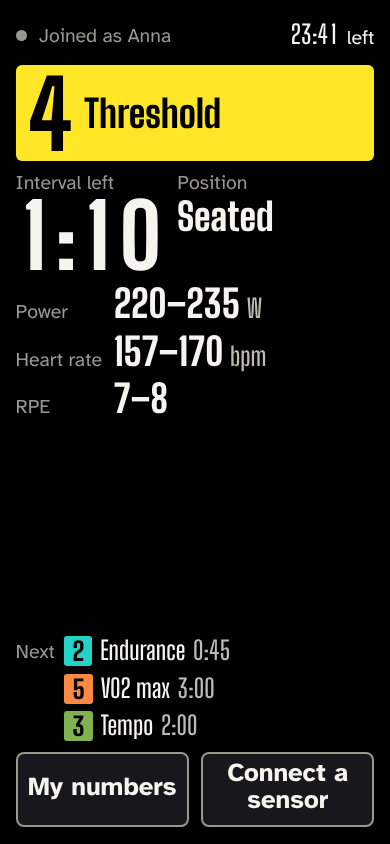 Joined as Anna
23:41 left
4 Threshold
Interval left
1:10
Position
Seated
Power 220–235 W
Heart rate 157–170 bpm
RPE 7–8
Next 2 Endurance 0:45
5 VO2 max 3:00
3 Tempo 2:00
My numbers
Connect a
sensor